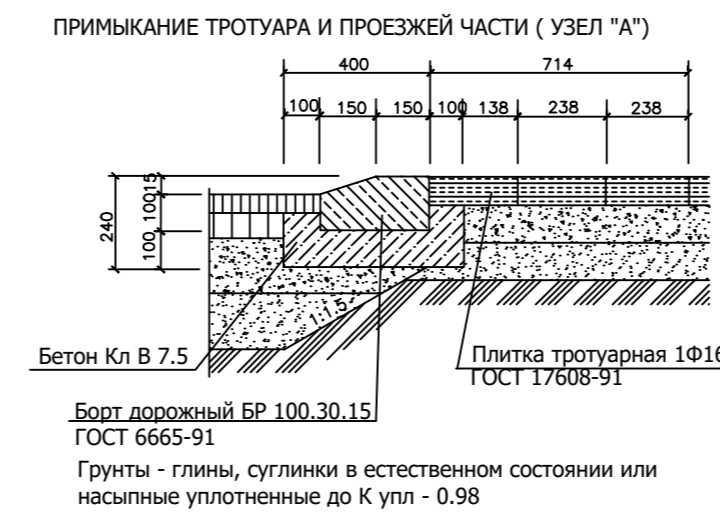 ПРИМЫКАНИЕ ТРОТУАРА И ПРОЕЗЖЕЙ ЧАСТИ ( УЗЕЛ "А")
400 714
100 150 150 100 138 238 238
240
15
100
100
1:1.5
Бетон Кл В 7.5
Плитка тротуарная 1Ф16
ГОСТ 17608-91
Борт дорожный БР 100.30.15
ГОСТ 6665-91
Грунты - глины, суглинки в естественном состоянии или
насыпные уплотненные до К упл - 0.98